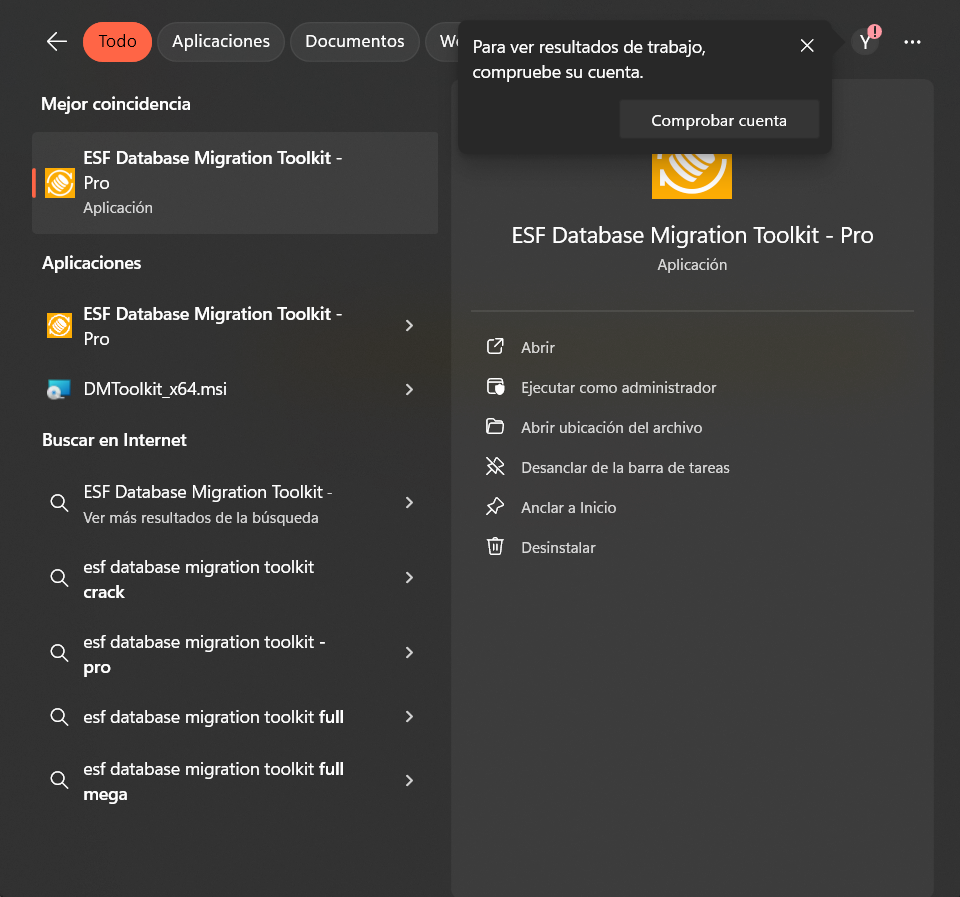 Todo
Aplicaciones
Documentos
Para ver resultados de trabajo,
compruebe su cuenta.
Comprobar cuenta
Y
!
Mejor coincidencia
ESF Database Migration Toolkit -
Pro
Aplicación
Aplicaciones
ESF Database Migration Toolkit -
Pro
DMToolkit_x64.msi
Buscar en Internet
ESF Database Migration Toolkit -
Ver más resultados de la búsqueda
esf database migration toolkit
crack
esf database migration toolkit -
pro
esf database migration toolkit full
esf database migration toolkit full
mega
ESF Database Migration Toolkit - Pro
Aplicación
Abrir
Ejecutar como administrador
Abrir ubicación del archivo
Desanclar de la barra de tareas
Anclar a Inicio
Desinstalar